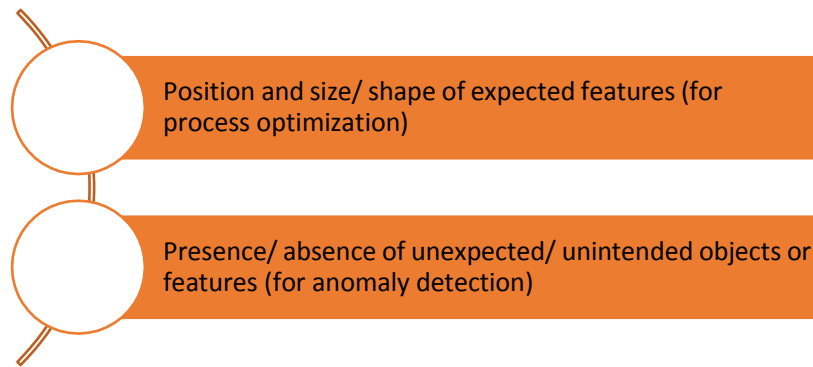 Position and size/ shape of expected features (for
process optimization)
Presence/ absence of unexpected/ unintended objects or
features (for anomaly detection)